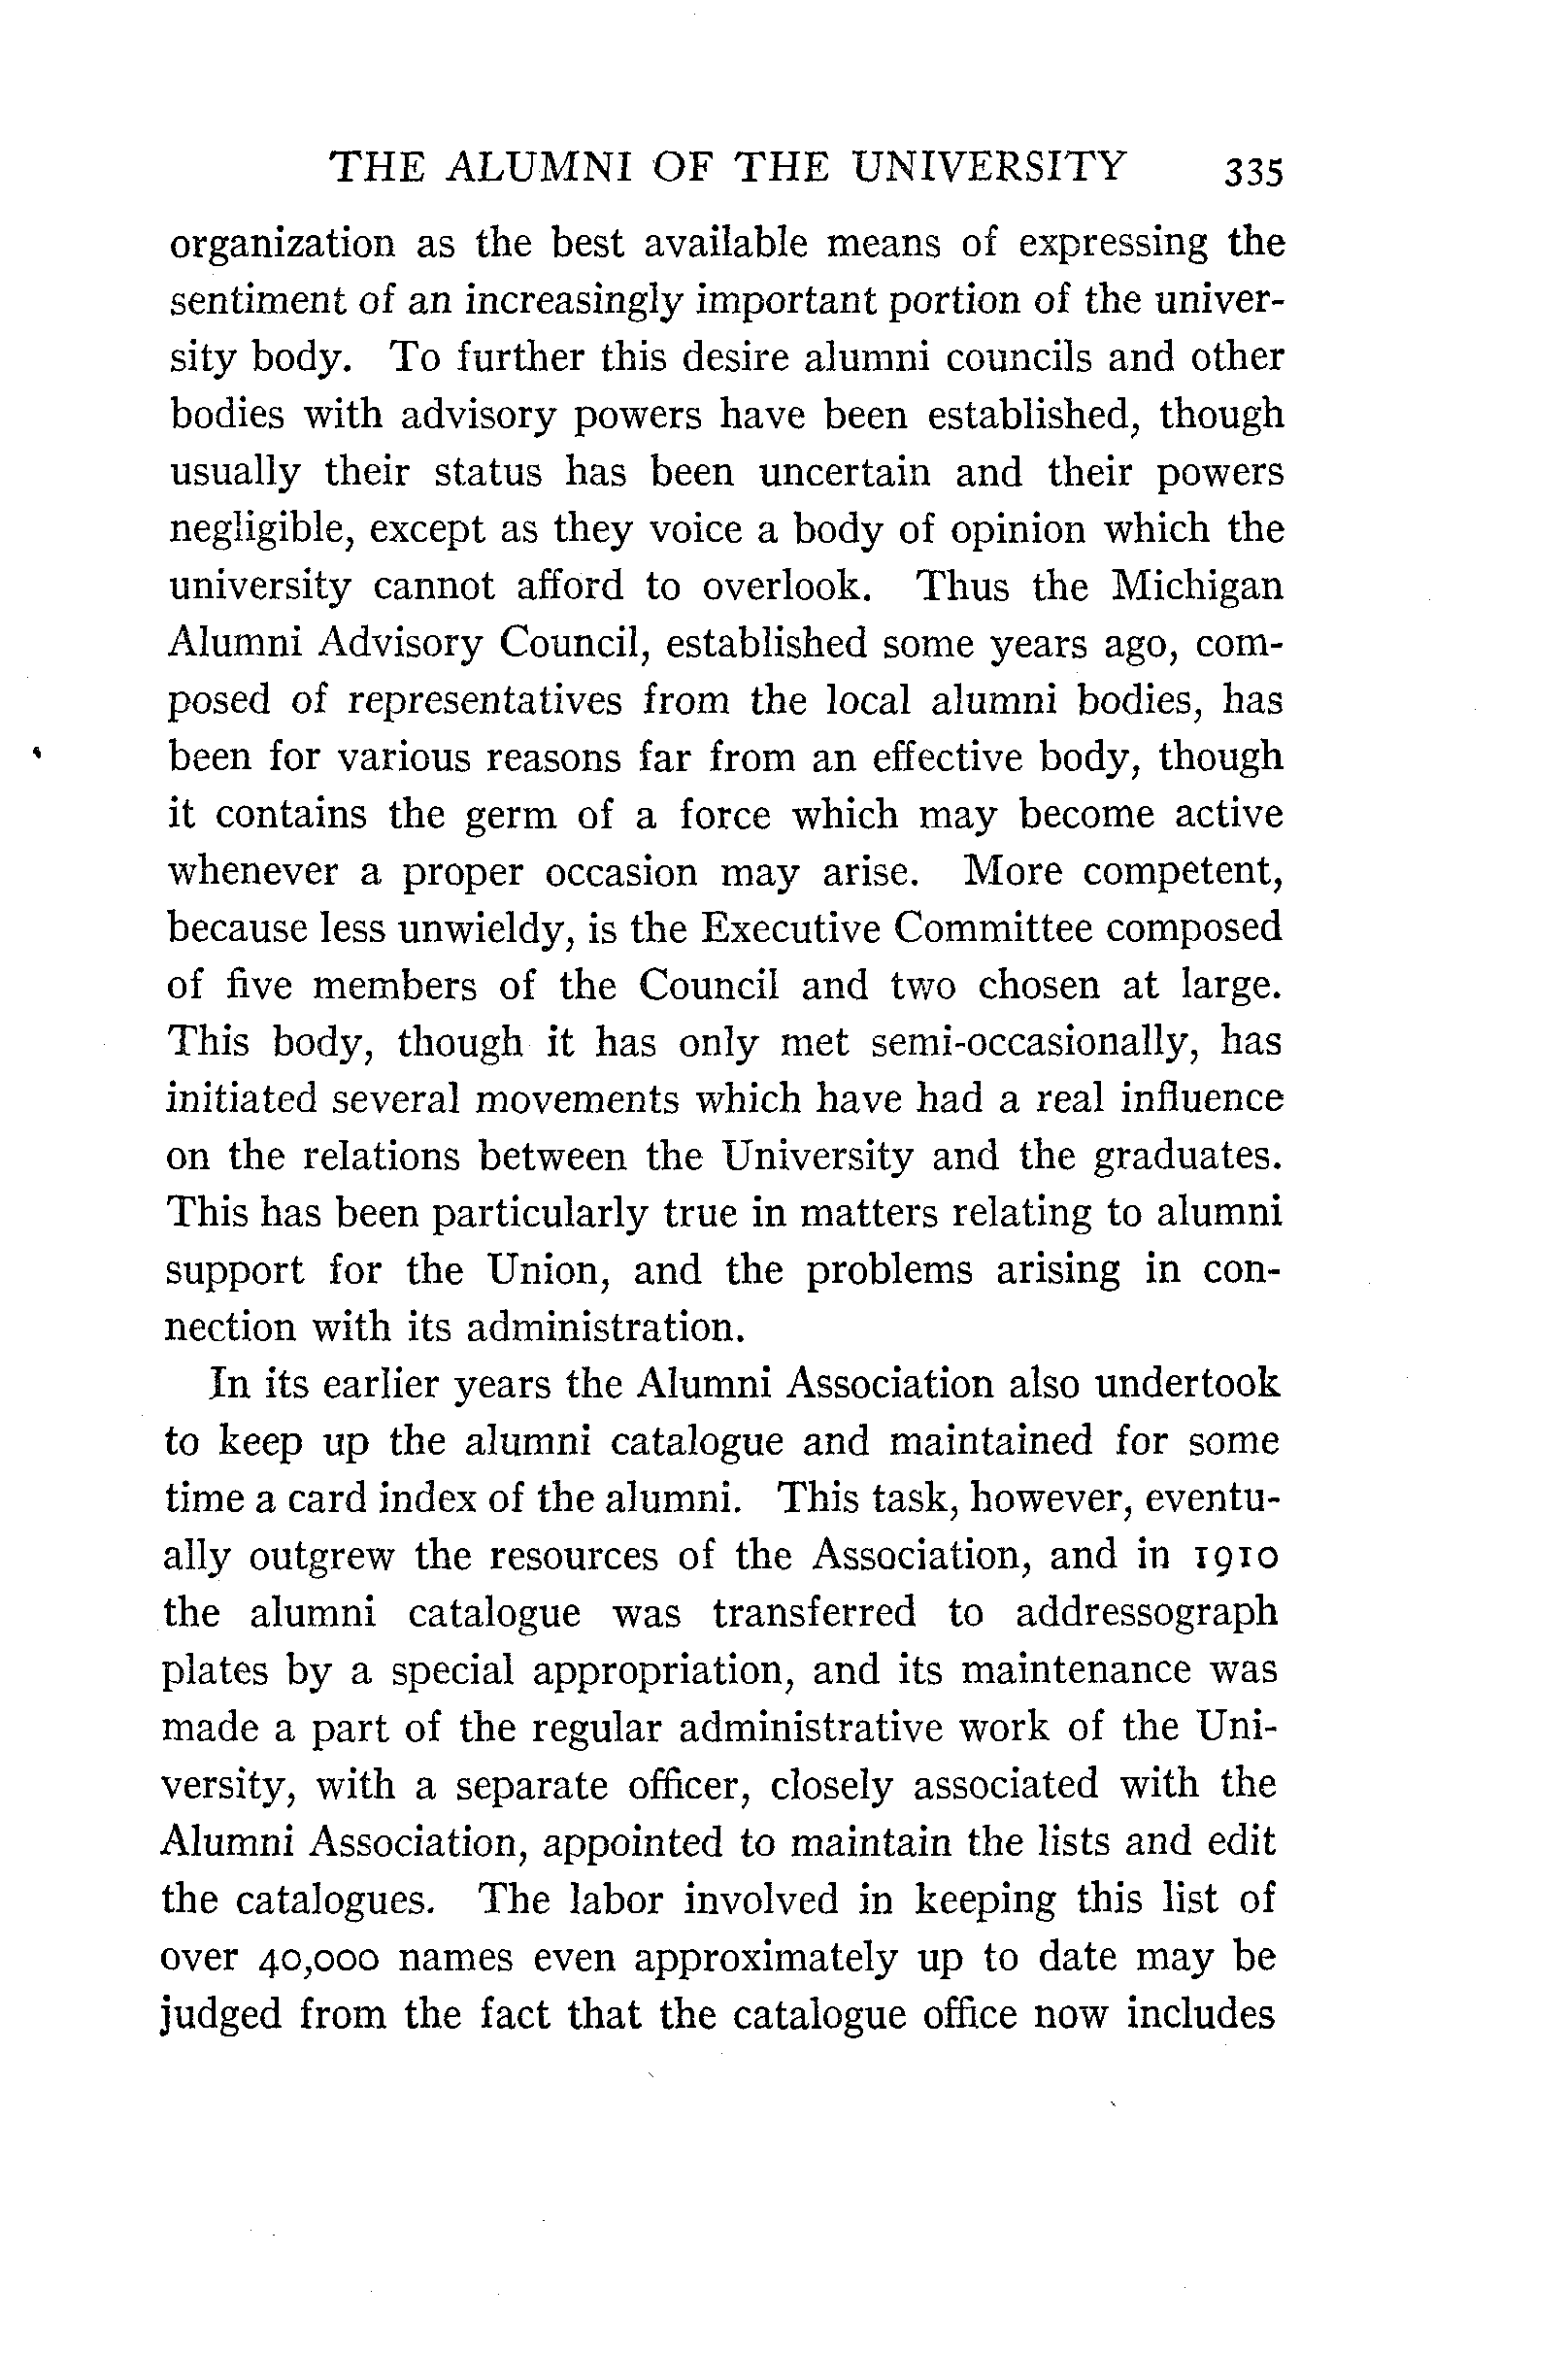 THE ALUMNI OF THE UNIVERSITY 335
organization as the best available means of expressing the
sentiment of an increasingly important portion of the univer-
sity body. To further this desire alumni councils and other
bodies with advisory powers have been established, though
usually their status has been uncertain and their powers
negligible, except as they voice a body of opinion which the
university cannot afford to overlook. Thus the Michigan
Alumni Advisory Council, established some years ago, com-
posed of representatives from the local alumni bodies, has
been for various reasons far from an effective body, though
it contains the germ of a force which may become active
whenever a proper occasion may arise. More competent,
because less unwieldy, is the Executive Committee composed
of five members of the Council and two chosen at large.
This body, though it has only met semi-occasionally, has
initiated several movements which have had a real influence
on the relations between the University and the graduates.
This has been particularly true in matters relating to alumni
support for the Union, and the problems arising in con-
nection with its administration.
In its earlier years the Alumni Association also undertook
to keep up the alumni catalogue and maintained for some
time a card index of the alumni. This task, however, eventu-
ally outgrew the resources of the Association, and in 1910
the alumni catalogue was transferred to addressograph
plates by a special appropriation, and its maintenance was
made a part of the regular administrative work of the Uni-
versity, with a separate officer, closely associated with the
Alumni Association, appointed to maintain the lists and edit
the catalogues. The labor involved in keeping this list of
over 40,000 names even approximately up to date may be
judged from the fact that the catalogue office now includes